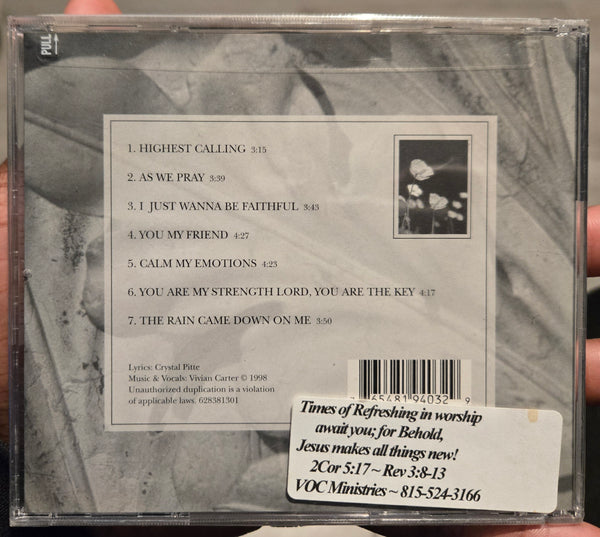 PULL
1. HIGHEST CALLING 3:15
2. AS WE PRAY 3:39
3. I JUST WANNA BE FAITHFUL 3:43
4. YOU MY FRIEND 4:27
5. CALM MY EMOTIONS 4:23
6. YOU ARE MY STRENGTH LORD, YOU ARE THE KEY 4:17
7. THE RAIN CAME DOWN ON ME 3:50
Lyrics: Crystal Pitte
Music & Vocals: Vivian Carter © 1998
Unauthorized duplication is a violation
of applicable laws. 628381301
45481 94032 9
Times of Refreshing in worship
await you; for Behold,
Jesus makes all things new!
2Cor 5:17 ~ Rev 3:8-13
VOC Ministries ~ 815-524-3166